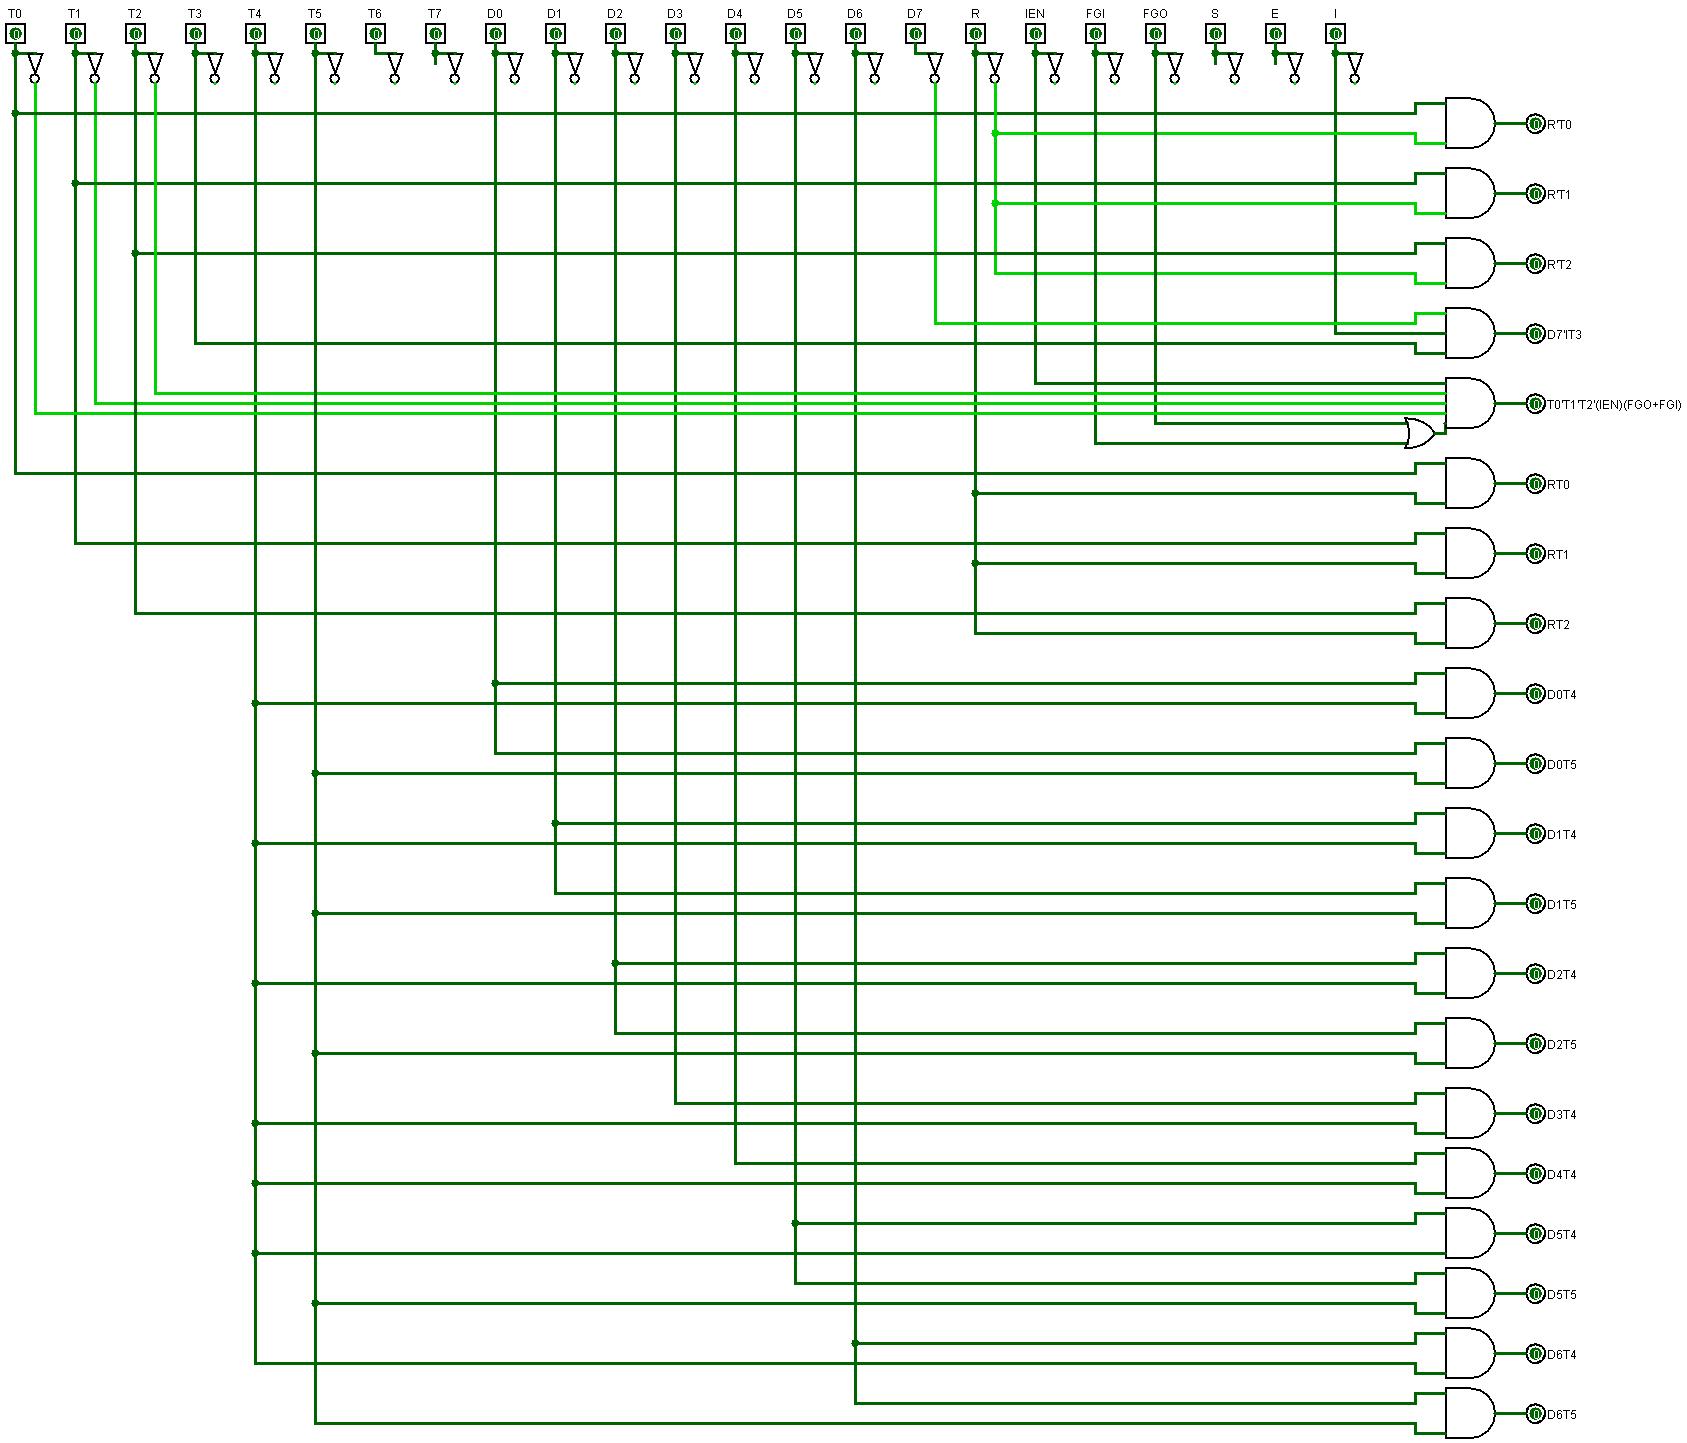 T0 T1 T2 T3 T4 T5 T6 T7 D0 D1 D2 D3 D4 D5 D6 D7 R IEN FGI FGO S E I
0 0 0 0 0 0 0 0 0 0 0 0 0 0 0 0 0 0 0 0 0 0 0
0 R'T0
0 R'T1
0 R'T2
0 D7'IT3
0 T0'T1'T2'(IEN)(FGO+FGI)
0 RT0
0 RT1
0 RT2
0 D0T4
0 D0T5
0 D1T4
0 D1T5
0 D2T4
0 D2T5
0 D3T4
0 D4T4
0 D5T4
0 D5T5
0 D6T4
0 D6T5